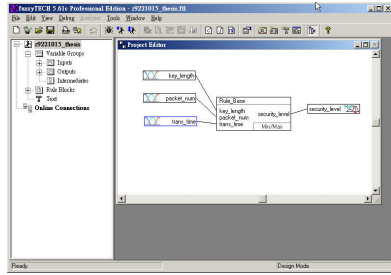 fuzzyTECH 5.61c Professional Edition - z9221015_thesis.ftl
File Edit View Debug Analyzer Tools Window Help
z9221015_thesis
Variable Groups
Inputs
Outputs
Intermediates
Rule Blocks
Text
Online Connections
Project Editor
key_length
packet_num
trans_time
Rule_Base
key_length
packet_num
trans_time
security_level
Min/Max
security_level
Ready.
Design Mode